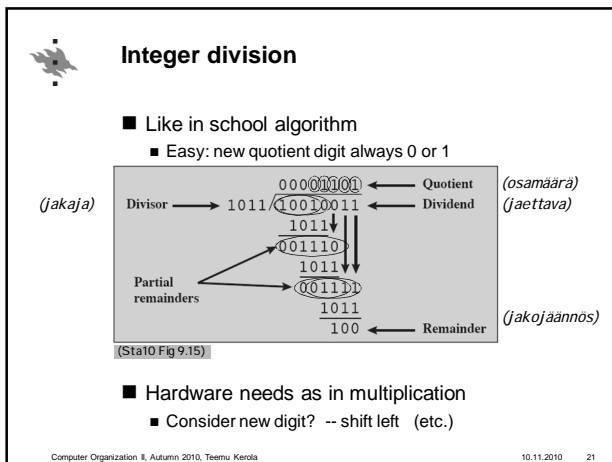 Integer division
■ Like in school algorithm
■ Easy: new quotient digit always 0 or 1
00001101 Quotient (osamäärä)
(jakaja) Divisor 1011/10010011 Dividend (jaettava)
1011
001110
1011
Partial
remainders
001111
1011
100 Remainder (jakojäännös)
(Sta10 Fig 9.15)
■ Hardware needs as in multiplication
■ Consider new digit? -- shift left (etc.)
Computer Organization II, Autumn 2010, Teemu Kerola 10.11.2010 21